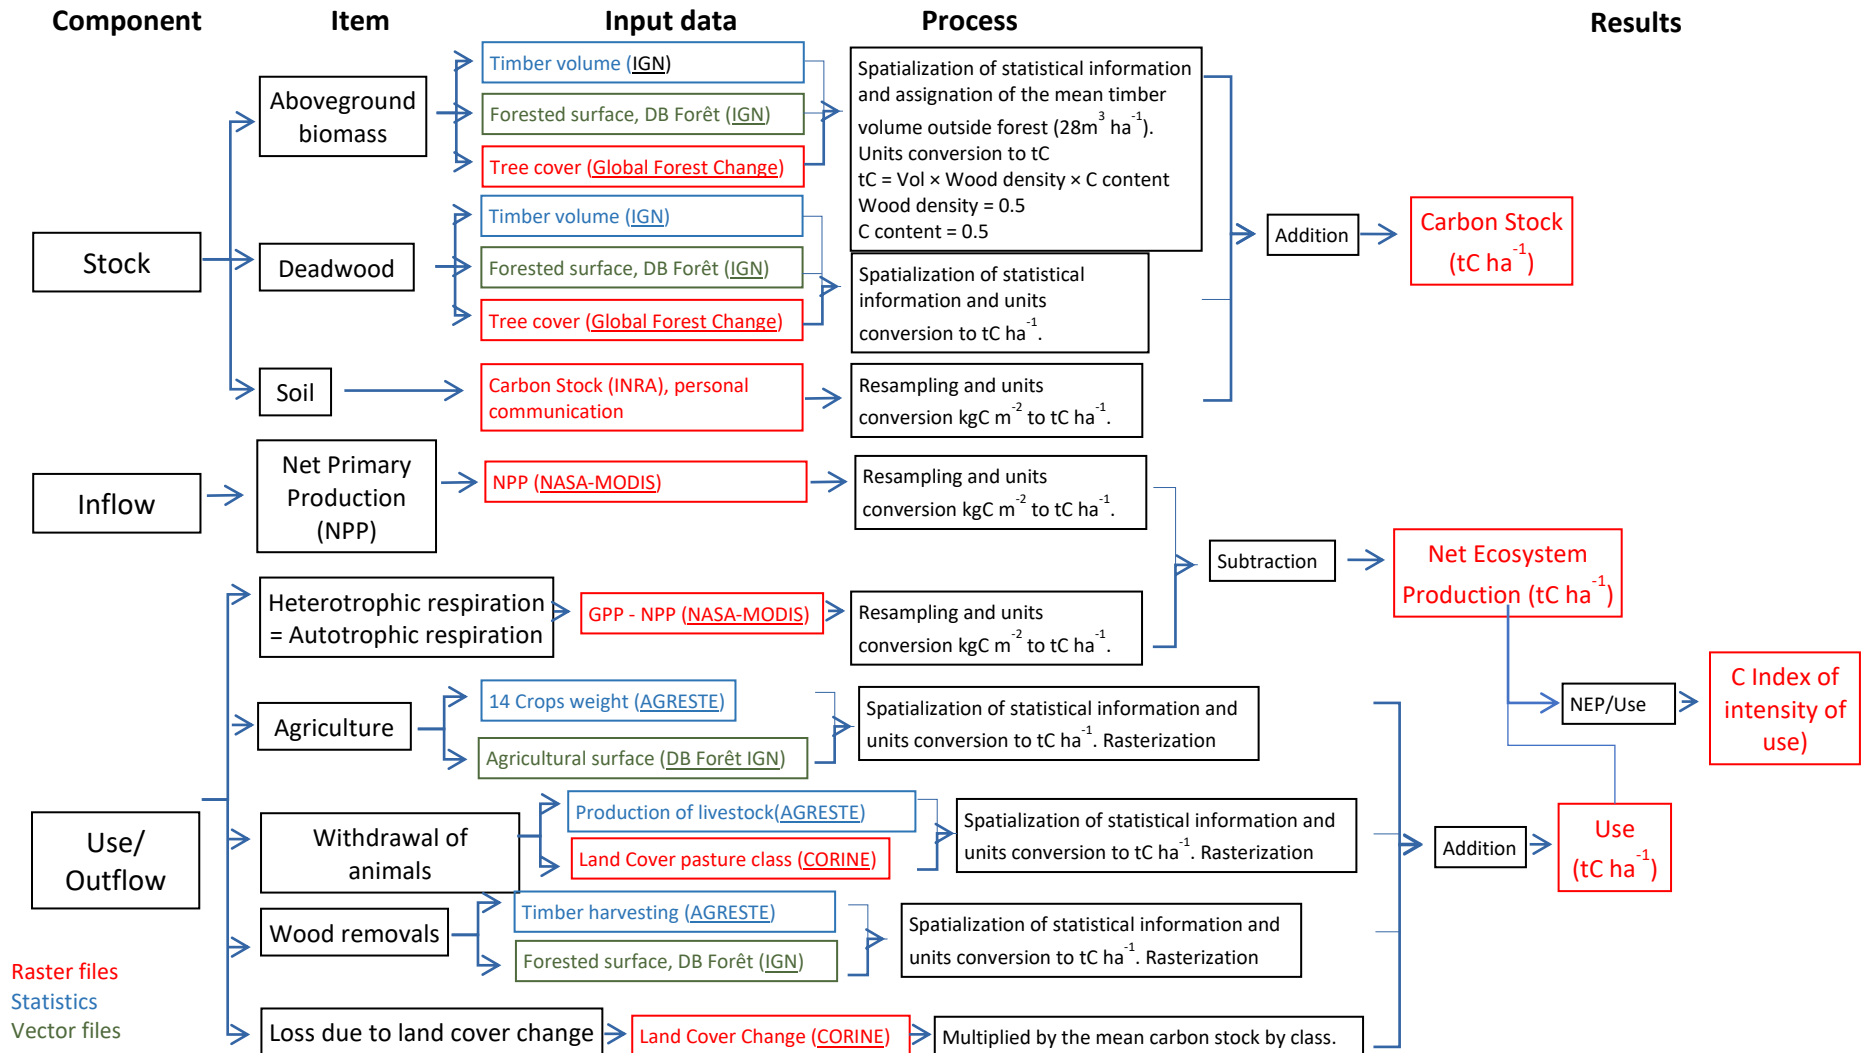 Component
Item
Input data
Process
Results
Stock
Aboveground
biomass
Timber volume (IGN)
Forested surface, DB Forêt (IGN)
Tree cover (Global Forest Change)
Spatialization of statistical information
and assignation of the mean timber
volume outside forest (28m³ ha⁻¹).
Units conversion to tC
tC = Vol × Wood density × C content
Wood density = 0.5
C content = 0.5
Deadwood
Timber volume (IGN)
Forested surface, DB Forêt (IGN)
Tree cover (Global Forest Change)
Spatialization of statistical
information and units
conversion to tC ha⁻¹.
Soil
Carbon Stock (INRA), personal
communication
Resampling and units
conversion kgC m⁻² to tC ha⁻¹.
Addition
Carbon Stock
(tC ha⁻¹)
Inflow
Net Primary
Production
(NPP)
NPP (NASA-MODIS)
Resampling and units
conversion kgC m⁻² to tC ha⁻¹.
Subtraction
Net Ecosystem
Production (tC ha⁻¹)
Use/
Outflow
Heterotrophic respiration
= Autotrophic respiration
GPP - NPP (NASA-MODIS)
Resampling and units
conversion kgC m⁻² to tC ha⁻¹.
Agriculture
14 Crops weight (AGRESTE)
Agricultural surface (DB Forêt IGN)
Spatialization of statistical information and
units conversion to tC ha⁻¹. Rasterization
NEP/Use
C Index of
intensity of
use)
Withdrawal of
animals
Production of livestock(AGRESTE)
Land Cover pasture class (CORINE)
Spatialization of statistical information and
units conversion to tC ha⁻¹. Rasterization
Addition
Use
(tC ha⁻¹)
Wood removals
Timber harvesting (AGRESTE)
Forested surface, DB Forêt (IGN)
Spatialization of statistical information and
units conversion to tC ha⁻¹. Rasterization
Loss due to land cover change
Land Cover Change (CORINE)
Multiplied by the mean carbon stock by class.
Raster files
Statistics
Vector files